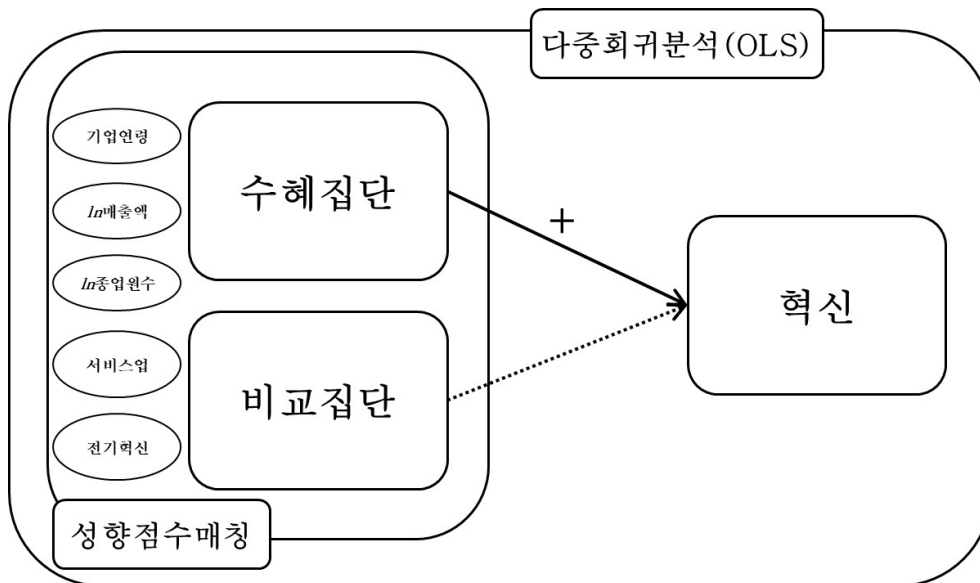 다중회귀분석(OLS)
기업연령
ln매출액
ln종업원수
서비스업
전기혁신
수혜집단
비교집단
+
혁신
성향점수매칭